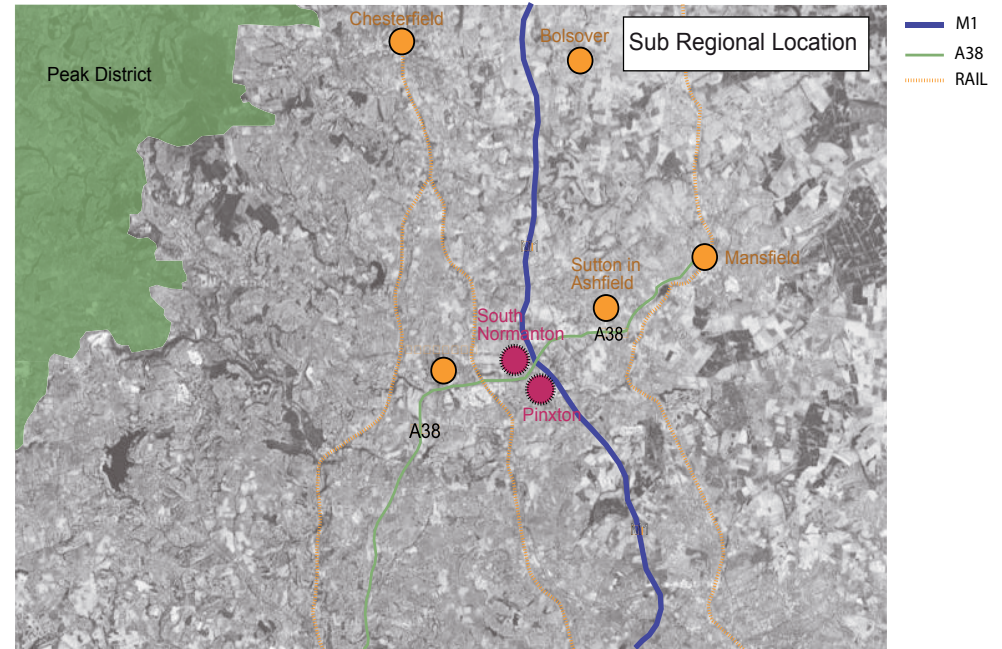 Chesterfield
Bolsover
Sub Regional Location
M1
A38
RAIL
Peak District
Sutton in
Ashfield
Mansfield
South
Normanton
A38
Pinxton
A38